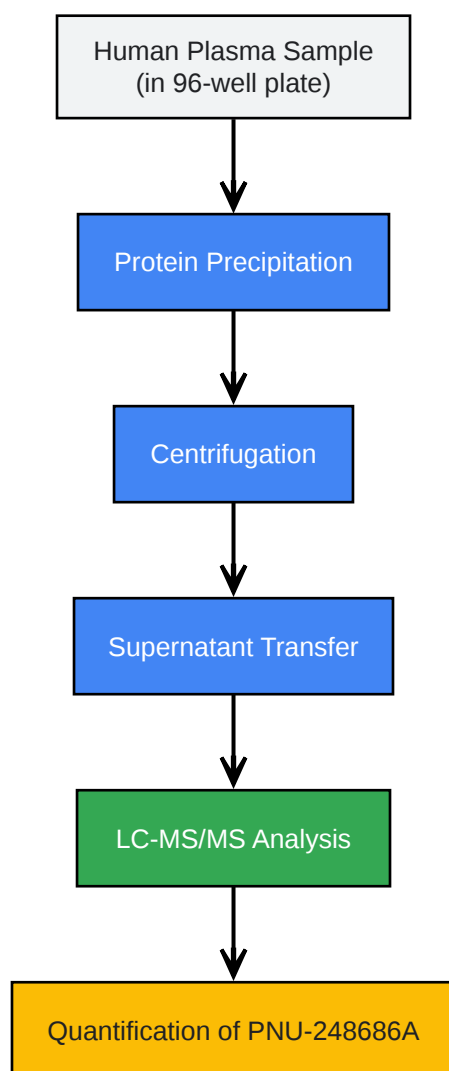 Human Plasma Sample
(in 96-well plate)
Protein Precipitation
Centrifugation
Supernatant Transfer
LC-MS/MS Analysis
Quantification of PNU-248686A